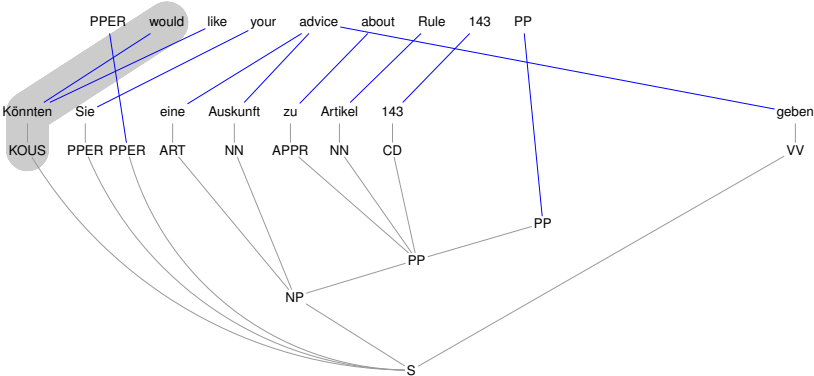 PPER would like your advice about Rule 143 PP
Könnten Sie eine Auskunft zu Artikel 143 geben
KOUS PPER PPER ART NN APPR NN CD VV
PP
PP
NP
S